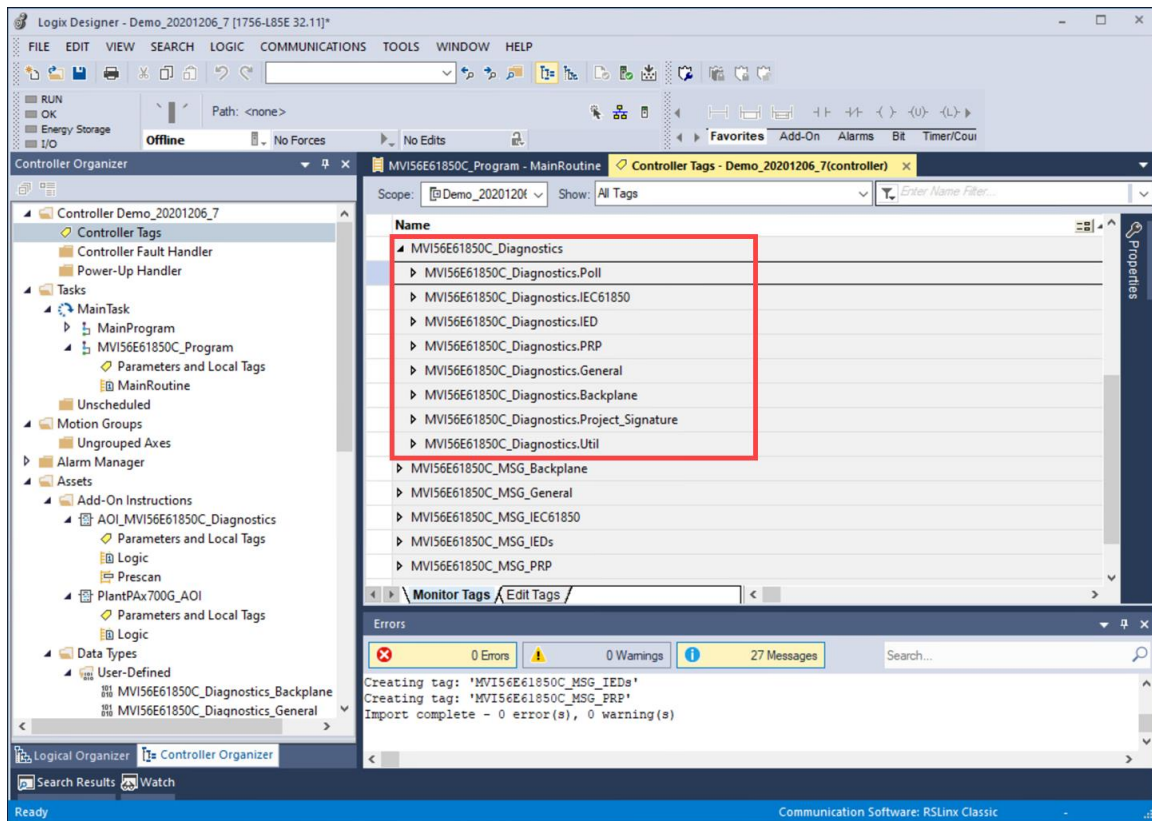 Logix Designer - Demo_20201206_7 [1756-L85E 32.11]*
FILE EDIT VIEW SEARCH LOGIC COMMUNICATIONS TOOLS WINDOW HELP
RUN
OK
Energy Storage
I/O
Path: <none>
Offline
No Forces
No Edits
Favorites Add-On Alarms Bit Timer/Coui
Controller Organizer
MVI56E61850C_Program - MainRoutine
Controller Tags - Demo_20201206_7(controller)
Scope: Demo_2020120ε Show: All Tags Enter Name Filter...
Controller Demo_20201206_7
Controller Tags
Controller Fault Handler
Power-Up Handler
Tasks
MainTask
MainProgram
MVI56E61850C_Program
Parameters and Local Tags
MainRoutine
Unscheduled
Motion Groups
Ungrouped Axes
Alarm Manager
Assets
Add-On Instructions
AOI_MVI56E61850C_Diagnostics
Parameters and Local Tags
Logic
Prescan
PlantPAx700G_AOI
Parameters and Local Tags
Logic
Data Types
User-Defined
MVI56E61850C_Diagnostics_Backplane
MVI56E61850C_Diagnostics_General
Logical Organizer Controller Organizer
Name
MVI56E61850C_Diagnostics
MVI56E61850C_Diagnostics.Poll
MVI56E61850C_Diagnostics.IEC61850
MVI56E61850C_Diagnostics.IED
MVI56E61850C_Diagnostics.PRP
MVI56E61850C_Diagnostics.General
MVI56E61850C_Diagnostics.Backplane
MVI56E61850C_Diagnostics.Project_Signature
MVI56E61850C_Diagnostics.Util
MVI56E61850C_MSG_Backplane
MVI56E61850C_MSG_General
MVI56E61850C_MSG_IEC61850
MVI56E61850C_MSG_IEDs
MVI56E61850C_MSG_PRP
Monitor Tags Edit Tags
Properties
Errors
0 Errors 0 Warnings 27 Messages Search...
Creating tag: 'MVI56E61850C_MSG_IEDs'
Creating tag: 'MVI56E61850C_MSG_PRP'
Import complete - 0 error(s), 0 warning(s)
Search Results Watch
Ready
Communication Software: RSLinx Classic